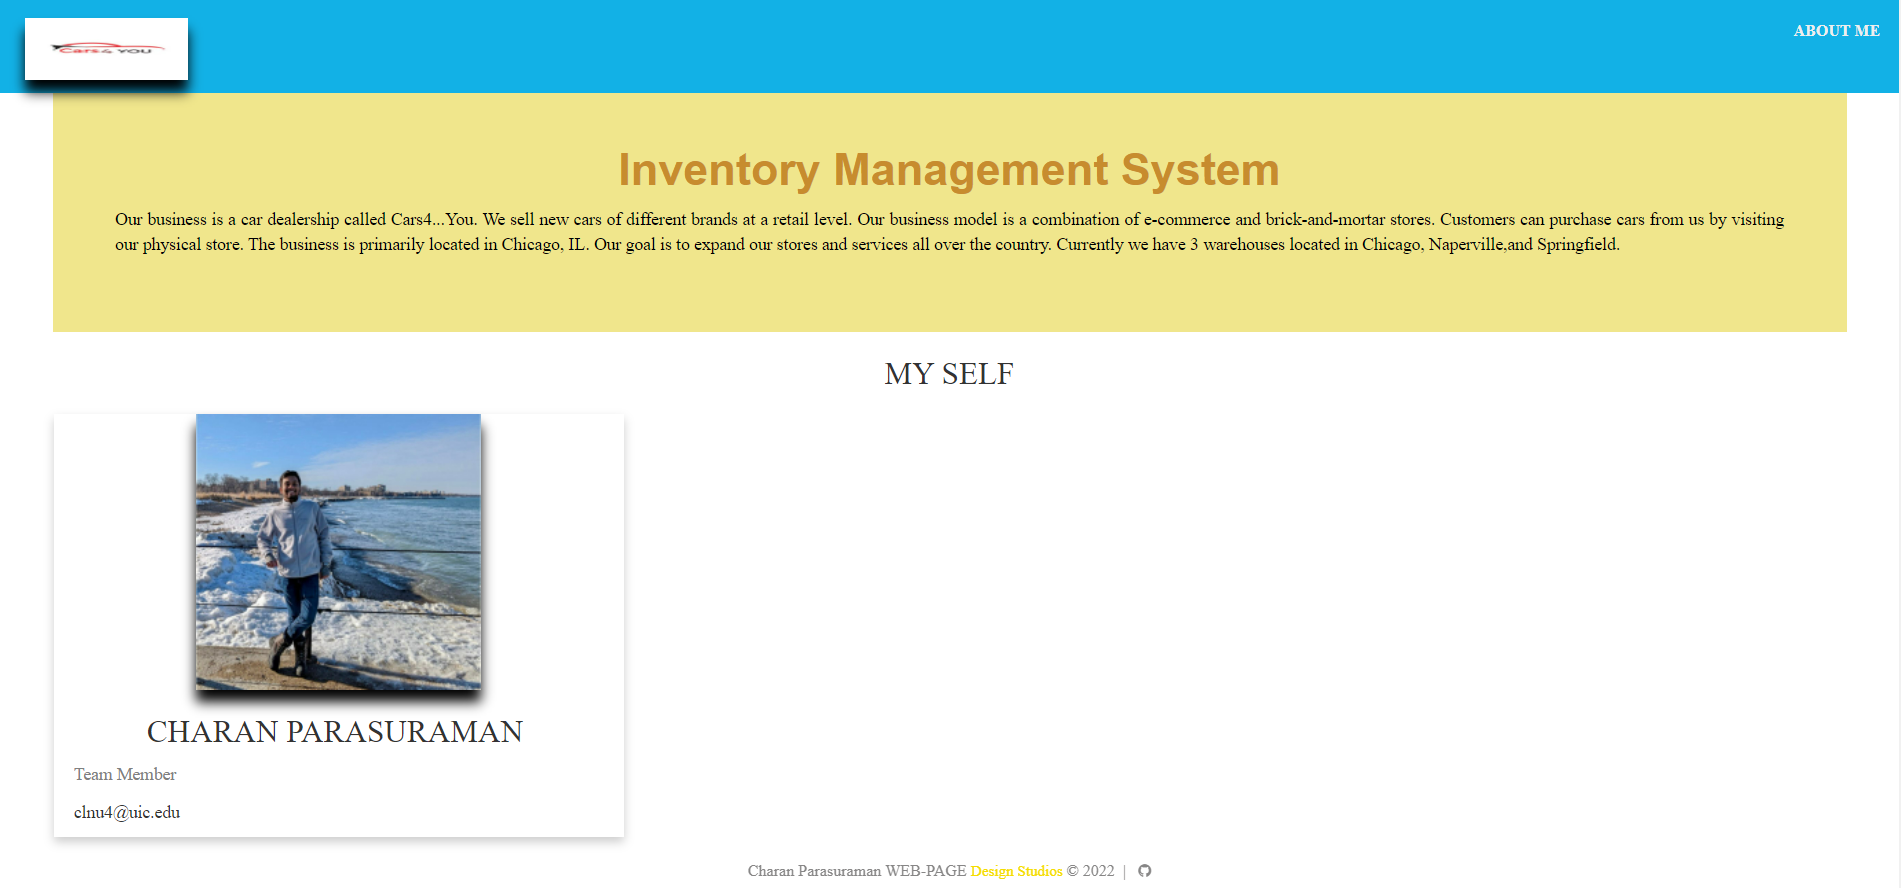 Cars4 YOU
ABOUT ME
Inventory Management System
Our business is a car dealership called Cars4...You. We sell new cars of different brands at a retail level. Our business model is a combination of e-commerce and brick-and-mortar stores. Customers can purchase cars from us by visiting
our physical store. The business is primarily located in Chicago, IL. Our goal is to expand our stores and services all over the country. Currently we have 3 warehouses located in Chicago, Naperville,and Springfield.
MY SELF
CHARAN PARASURAMAN
Team Member
clnu4@uic.edu
Charan Parasuraman WEB-PAGE Design Studios © 2022 |